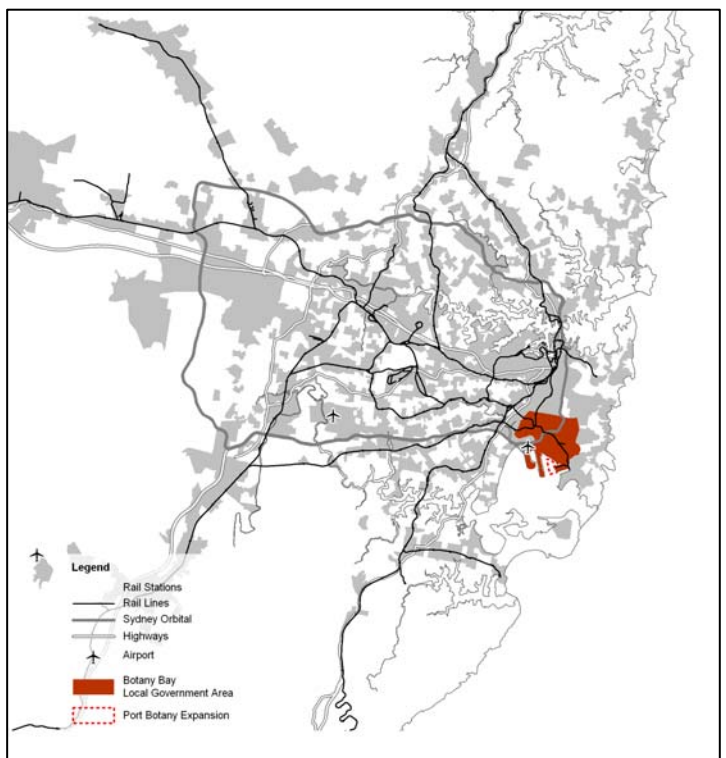 Legend
Rail Stations
Rail Lines
Sydney Orbital
Highways
Airport
Botany Bay
Local Government Area
Port Botany Expansion